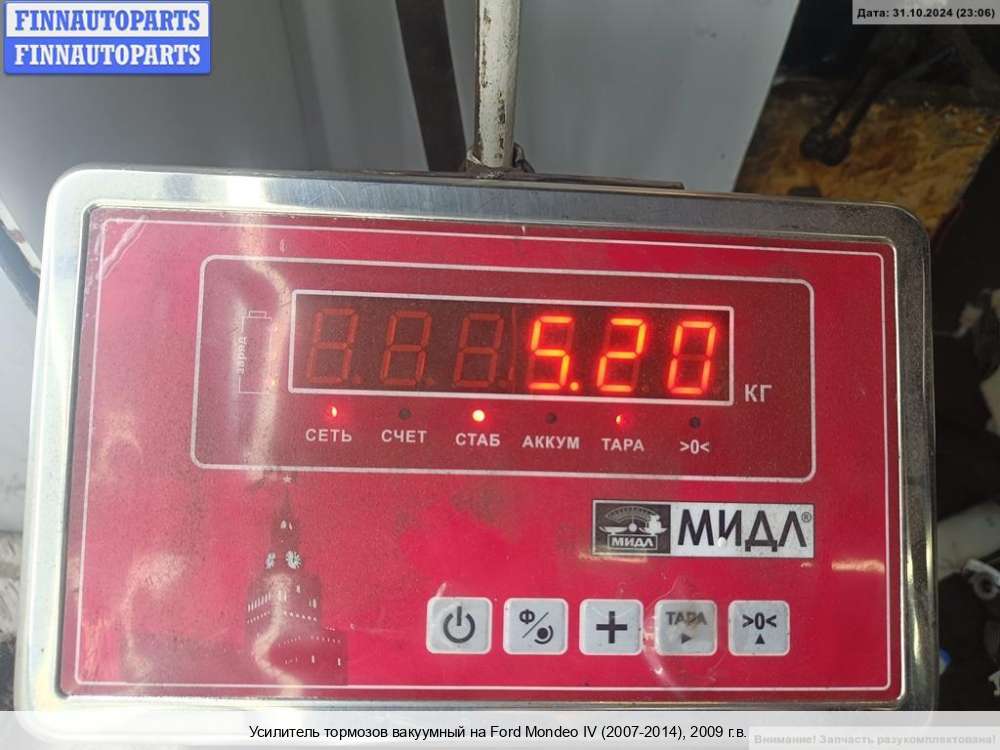 FINNAUTOPARTS
FINNAUTOPARTS
Дата: 31.10.2024 (23:06)
заряд
5.20
КГ
СЕТЬ СЧЕТ СТАБ АККУМ ТАРА >0<
МИДЛ МИДЛ®
Ф ТАРА >0<
Усилитель тормозов вакуумный на Ford Mondeo IV (2007-2014), 2009 г.в.
Внимание! Запчасть разукомплектована!